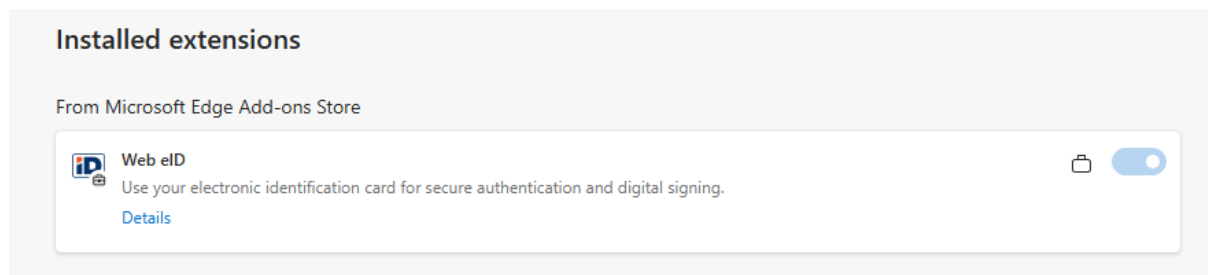 Installed extensions
From Microsoft Edge Add-ons Store
iD
Web eID
Use your electronic identification card for secure authentication and digital signing.
Details